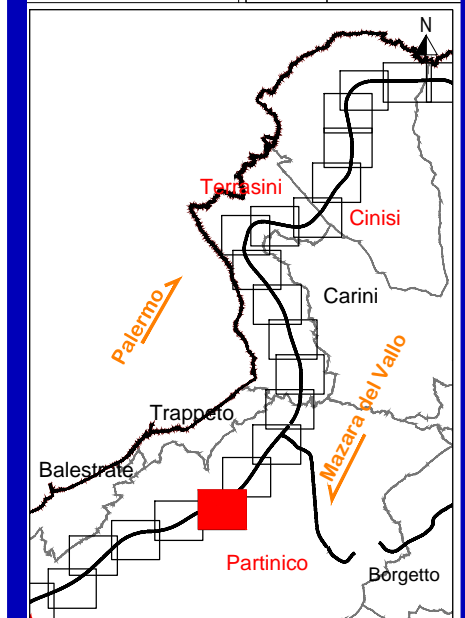 N
Terrasini
Cinisi
Carini
Palermo
Mazara del Vallo
Trappeto
Balestrate
Partinico
Borgetto